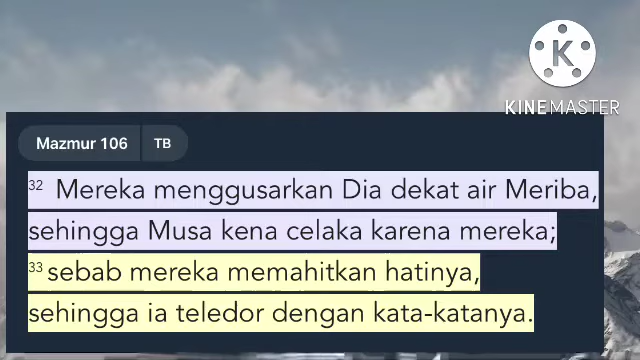 K
KINEMASTER
Mazmur 106 TB
32 Mereka menggusarkan Dia dekat air Meriba,
sehingga Musa kena celaka karena mereka;
33 sebab mereka memahitkan hatinya,
sehingga ia teledor dengan kata-katanya.